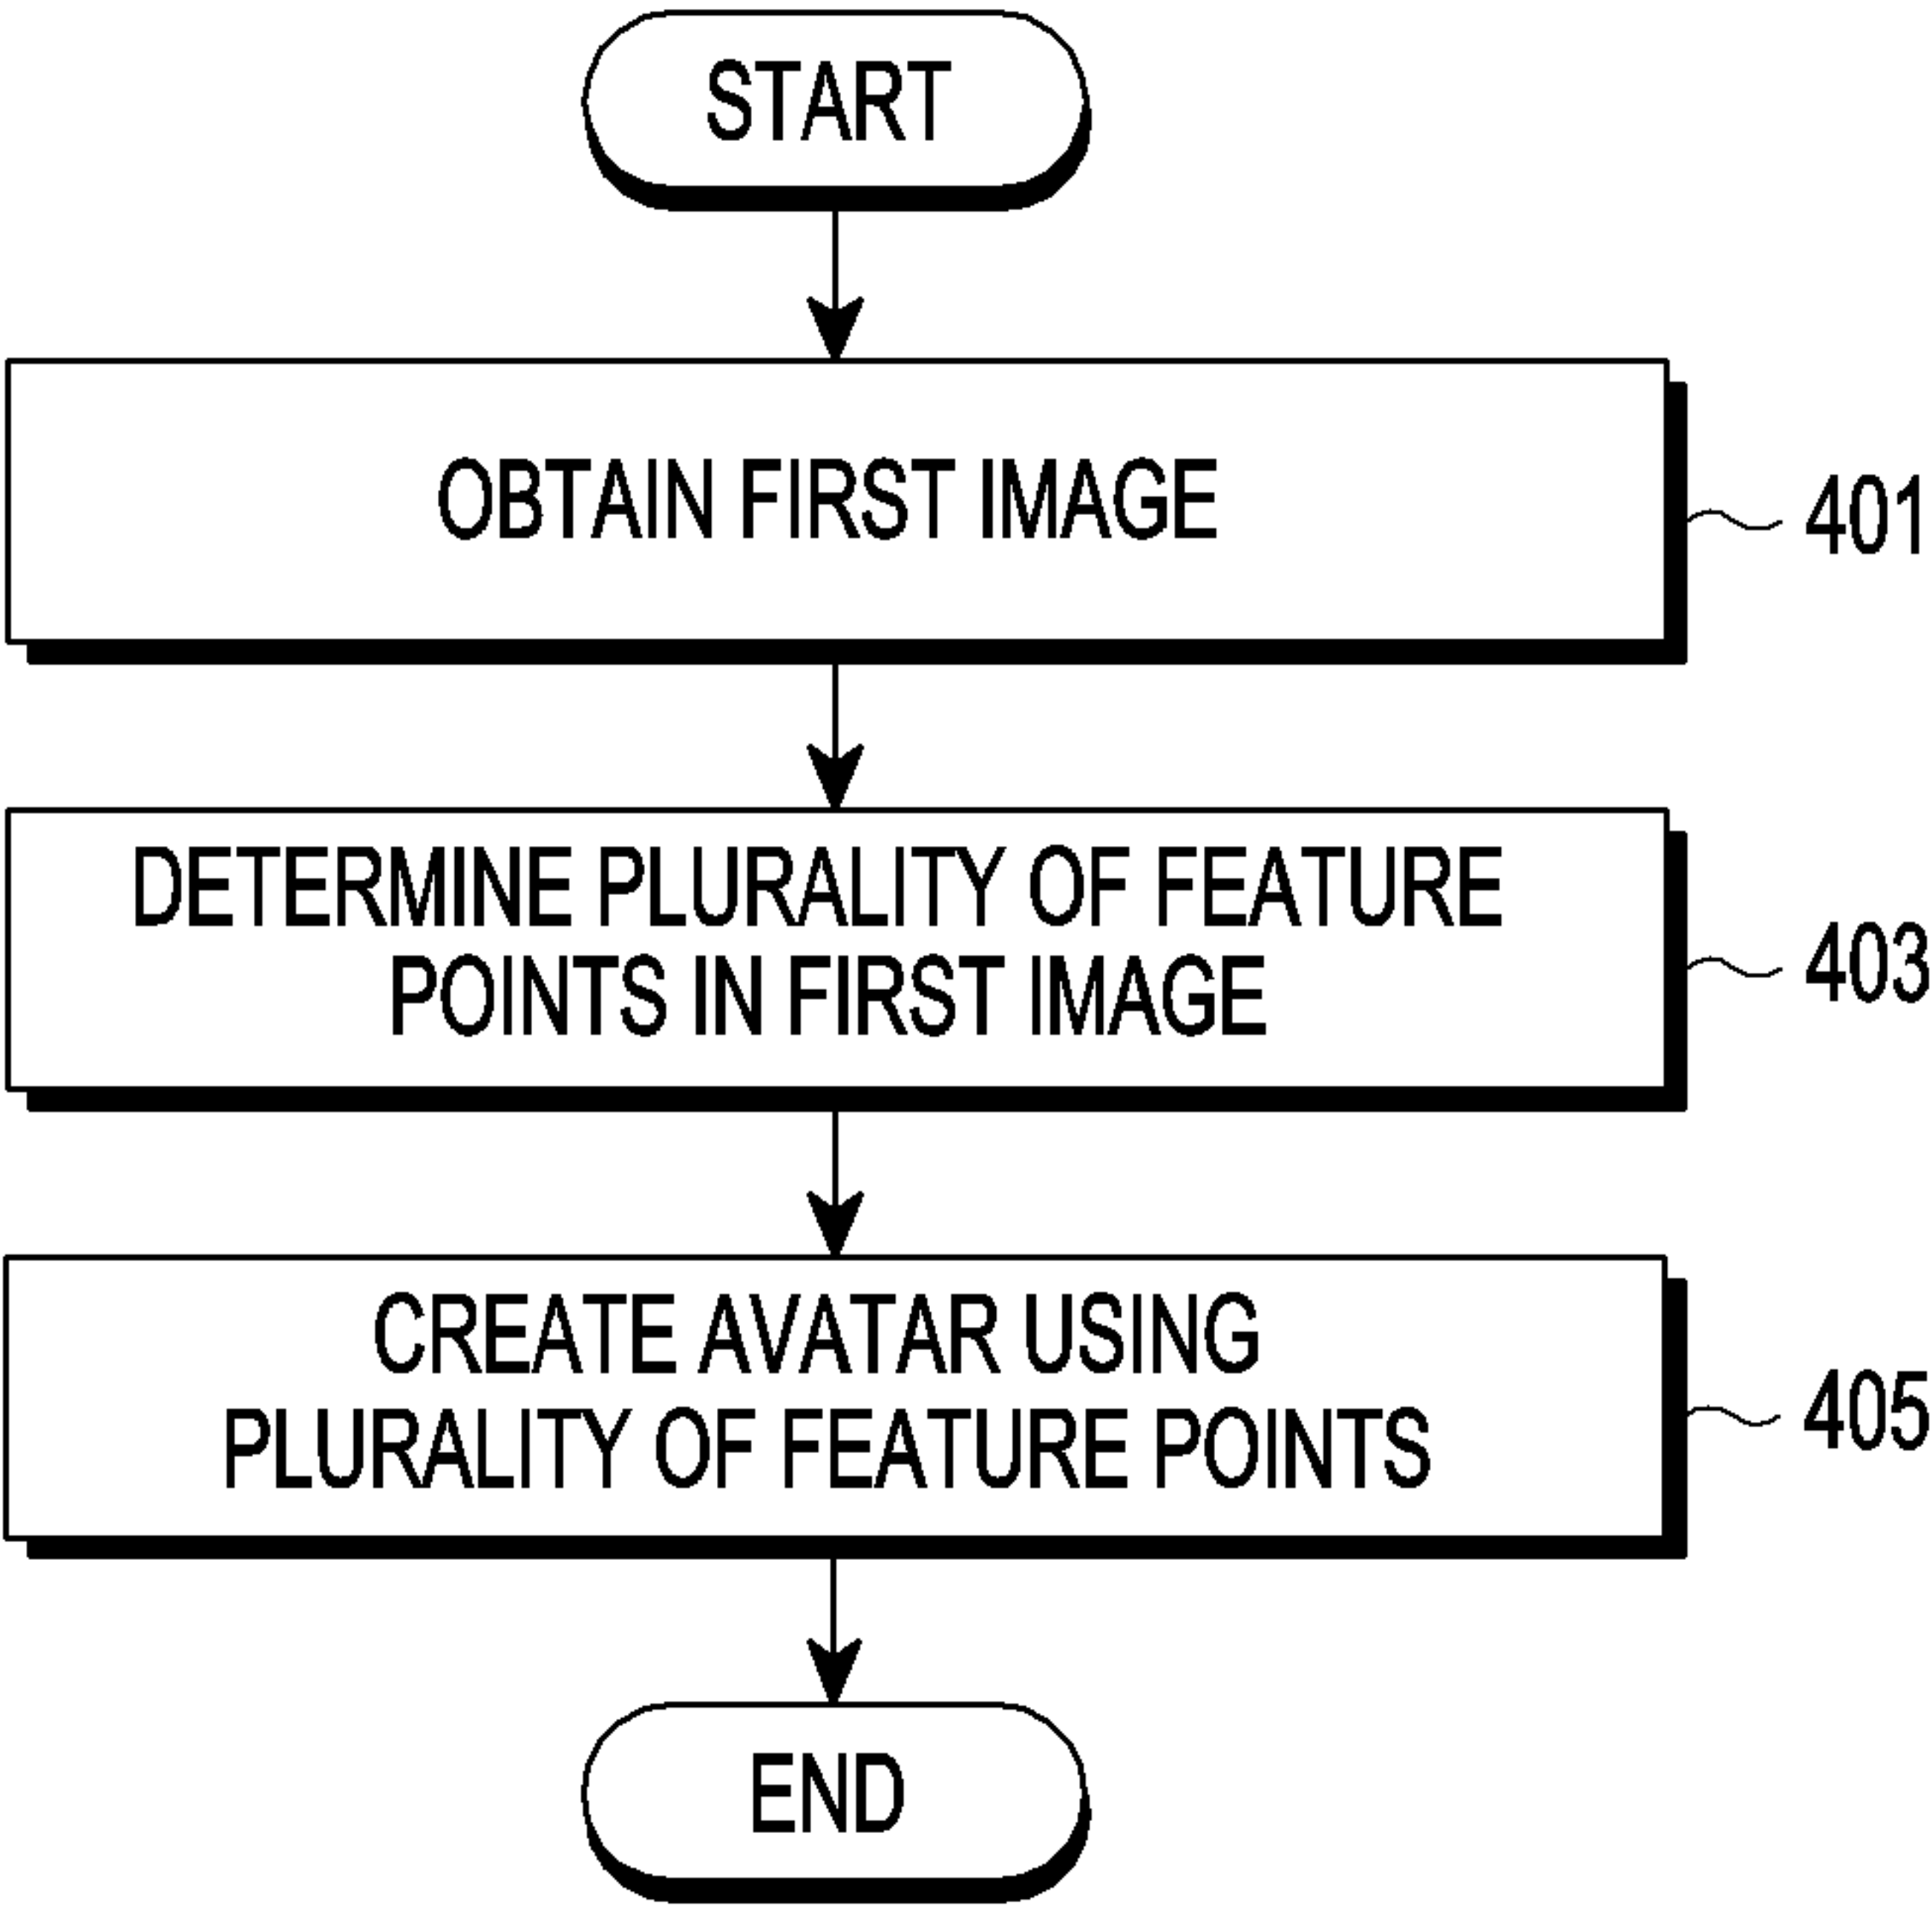 START
OBTAIN FIRST IMAGE
401
DETERMINE PLURALITY OF FEATURE
POINTS IN FIRST IMAGE
403
CREATE AVATAR USING
PLURALITY OF FEATURE POINTS
405
END